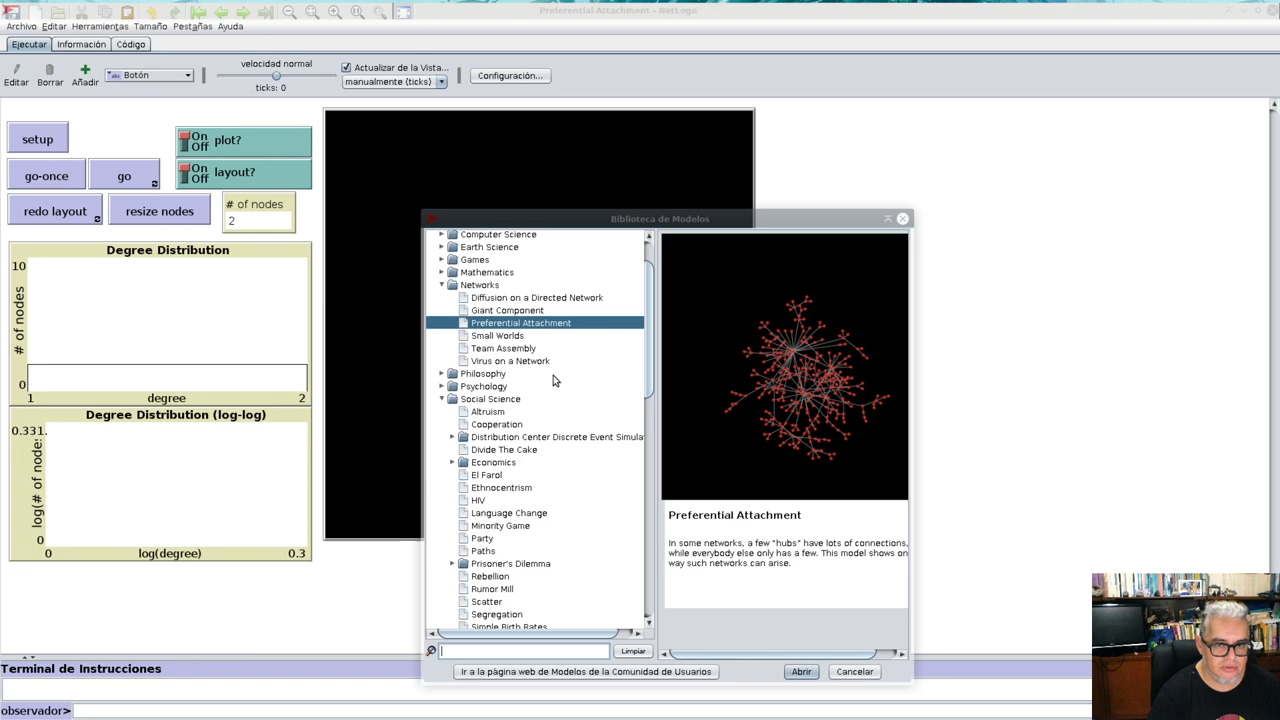 Preferential Attachment - NetLogo
Archivo Editar Herramientas Tamaño Pestañas Ayuda
Ejecutar Información Código
Editar Borrar Añadir
Botón
velocidad normal
ticks: 0
Actualizar de la Vista...
manualmente (ticks)
Configuración...
setup
On
Off
plot?
go-once
go
On
Off
layout?
redo layout
resize nodes
# of nodes
2
Degree Distribution
10
# of nodes
0
1
degree
2
Degree Distribution (log-log)
0.331.
log(# of node:
0
0
log(degree)
0.3
Biblioteca de Modelos
Computer Science
Earth Science
Games
Mathematics
Networks
Diffusion on a Directed Network
Giant Component
Preferential Attachment
Small Worlds
Team Assembly
Virus on a Network
Philosophy
Psychology
Social Science
Altruism
Cooperation
Distribution Center Discrete Event Simula
Divide The Cake
Economics
El Farol
Ethnocentrism
HIV
Language Change
Minority Game
Party
Paths
Prisoner's Dilemma
Rebellion
Rumor Mill
Scatter
Segregation
Simple Birth Rates
Preferential Attachment
In some networks, a few "hubs" have lots of connections,
while everybody else only has a few. This model shows on
way such networks can arise.
Limpiar
Ir a la página web de Modelos de la Comunidad de Usuarios
Abrir
Cancelar
Terminal de Instrucciones
observador>